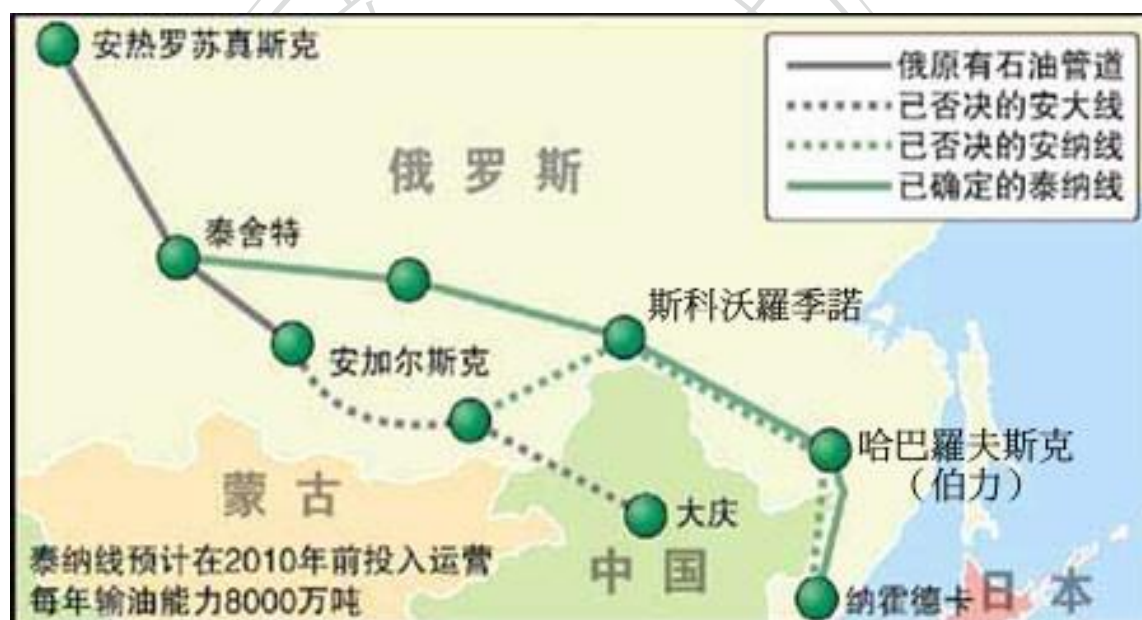 安热罗苏真斯克
俄原有石油管道
已否决的安大线
已否决的安纳线
已确定的泰纳线
俄罗斯
泰舍特
斯科沃羅季諾
安加尔斯克
哈巴羅夫斯克
（伯力）
蒙古
大庆
泰纳线预计在2010年前投入运营
每年输油能力8000万吨
中国
纳霍德卡
日本